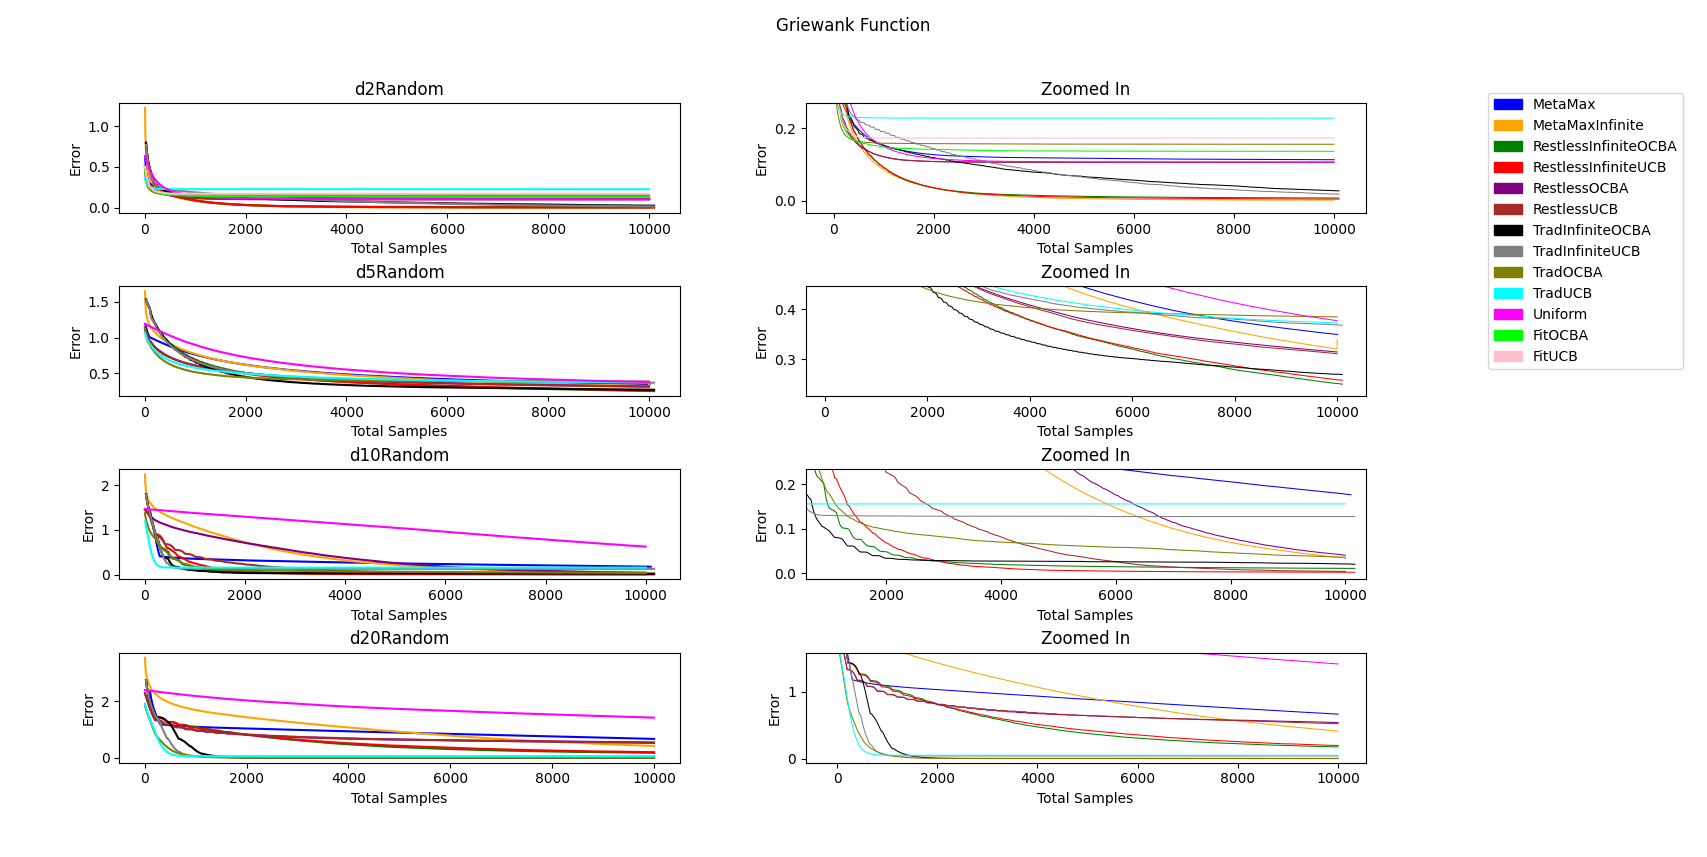 Griewank Function
d2Random
Error
1.0
0.5
0.0
0 2000 4000 6000 8000 10000
Total Samples
Zoomed In
Error
0.2
0.0
0 2000 4000 6000 8000 10000
Total Samples
d5Random
Error
1.5
1.0
0.5
0 2000 4000 6000 8000 10000
Total Samples
Zoomed In
Error
0.4
0.3
0 2000 4000 6000 8000 10000
Total Samples
d10Random
Error
2
1
0
0 2000 4000 6000 8000 10000
Total Samples
Zoomed In
Error
0.2
0.1
0.0
2000 4000 6000 8000 10000
Total Samples
d20Random
Error
2
0
0 2000 4000 6000 8000 10000
Total Samples
Zoomed In
Error
1
0
0 2000 4000 6000 8000 10000
Total Samples
MetaMax
MetaMaxInfinite
RestlessInfiniteOCBA
RestlessInfiniteUCB
RestlessOCBA
RestlessUCB
TradInfiniteOCBA
TradInfiniteUCB
TradOCBA
TradUCB
Uniform
FitOCBA
FitUCB